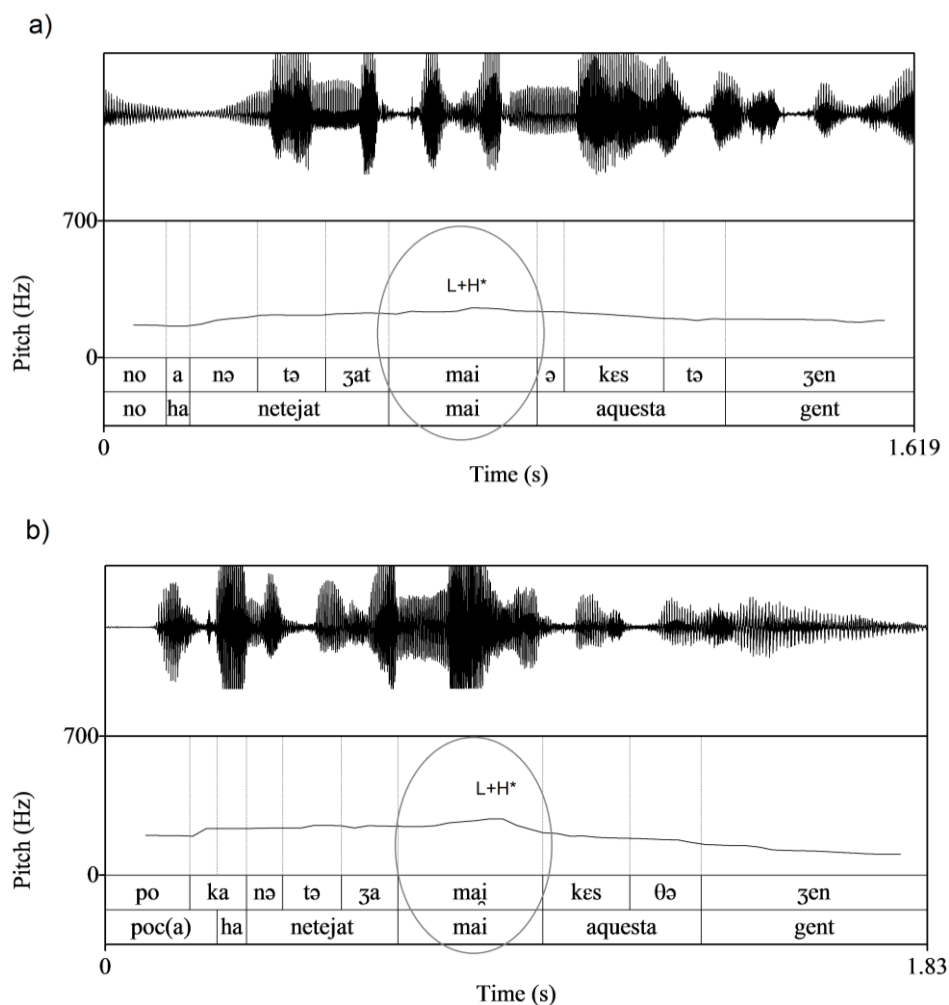 a)
700
L+H*
Pitch (Hz)
0
no a nə tə ʒat mai ə kɛs tə ʒen
no ha netejat mai aquesta gent
0 1.619
Time (s)
b)
700
L+H*
Pitch (Hz)
0
po ka nə tə ʒa mai̯ kɛs θə ʒen
poc(a) ha netejat mai aquesta gent
0 1.83
Time (s)